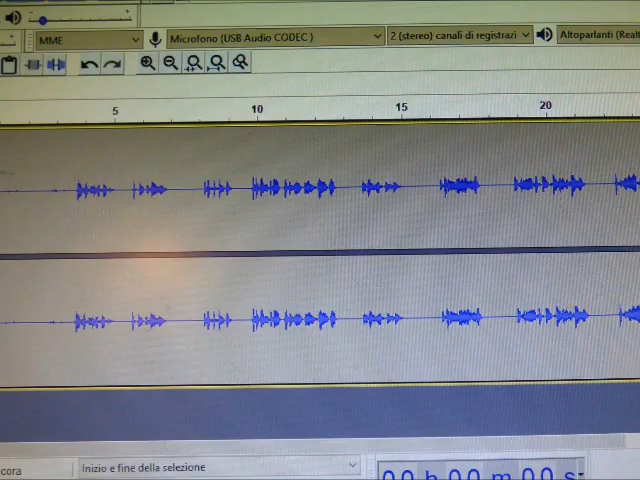 MME Microfono (USB Audio CODEC ) 2 (stereo) canali di registrazi Altoparlanti (Realt
5 10 15 20
cora Inizio e fine della selezione 00 h 00 m 00 s